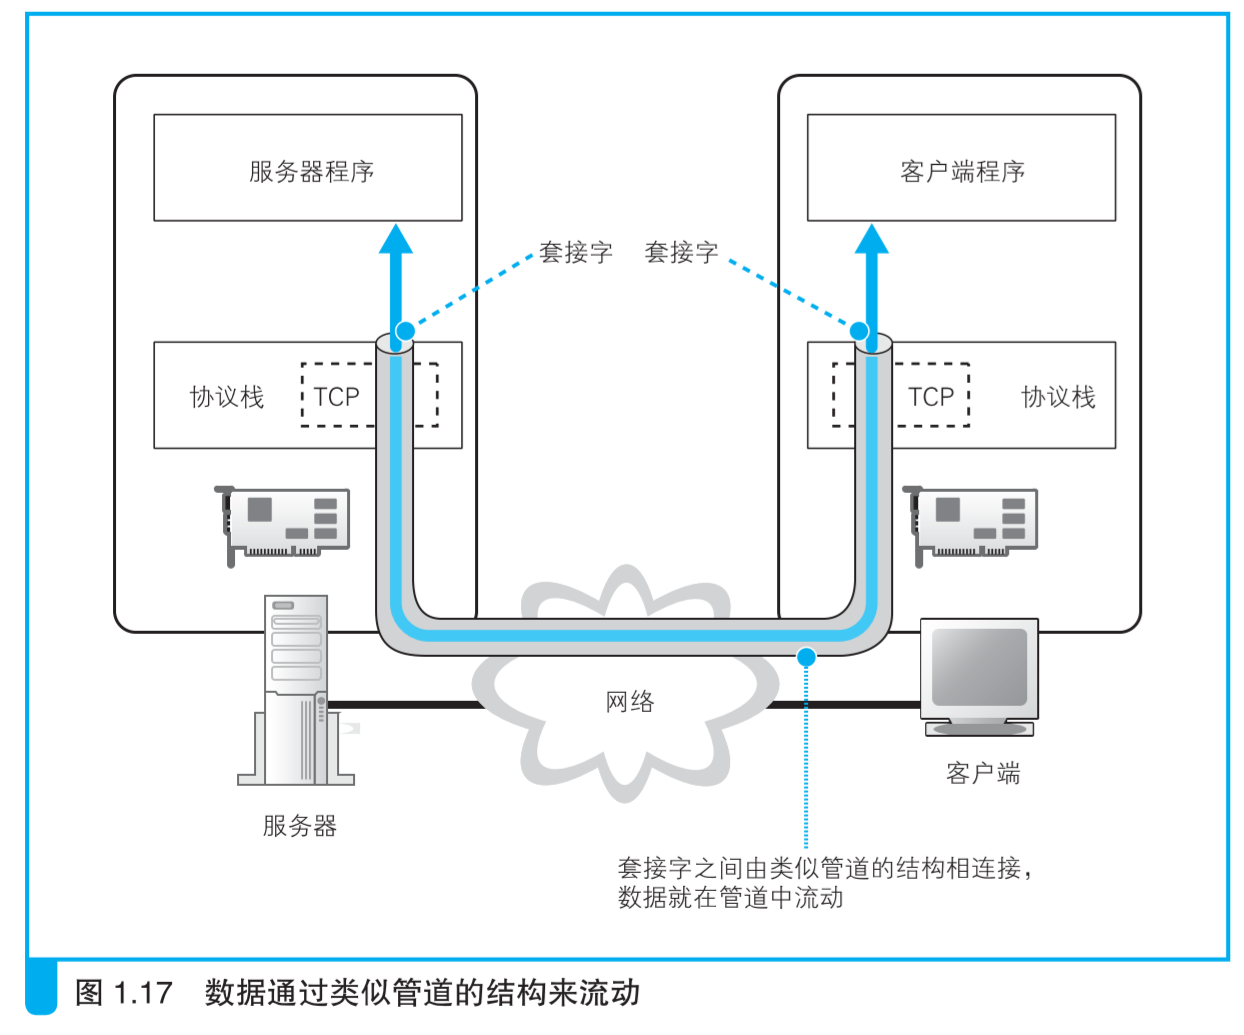 服务器程序
客户端程序
套接字
套接字
协议栈
TCP
TCP
协议栈
网络
客户端
服务器
套接字之间由类似管道的结构相连接，
数据就在管道中流动
图 1.17 数据通过类似管道的结构来流动